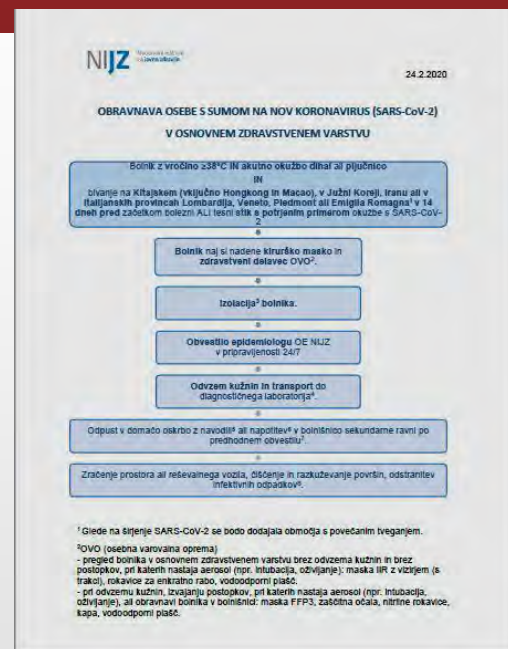 NIJZ
24.2.2020
OBRAVNAVA OSEBE S SUMOM NA NOV KORONAVIRUS (SARS-CoV-2)
V OSNOVNEM ZDRAVSTVENEM VARSTVU
Bolnik z vročino ≥38°C IN akutno okužbo dihal ali pljučnico
IN
bivanje na Kitajskem (vključno Hongkong in Macao), v Južni Koreji, Iranu ali v
italijanskih provincah Lombardija, Veneto, Piedmont ali Emiglia Romagna¹ v 14
dneh pred začetkom bolezni ALI tesni stik s potrjenim primerom okužbe s SARS-CoV-
2
Bolnik naj si nadene kirurško masko in
zdravstveni delavec OVO².
Izolacija³ bolnika.
Obvestilo epidemiologu OE NIJZ
v pripravljenosti 24/7
Odvzem kužnin in transport do
diagnostičnega laboratorija⁴.
Odpust v domačo oskrbo z navodili⁵ ali napotitev⁶ v bolnišnico sekundarne ravni po
predhodnem obvestilu⁷.
Zračenje prostora ali reševalnega vozila, čiščenje in razkuževanje površin, odstranitev
infektivnih odpadkov⁸.
¹Glede na širjenje SARS-CoV-2 se bodo dodajala območja s povečanim tveganjem.
²OVO (osebna varovalna oprema)
- pregled bolnika v osnovnem zdravstvenem varstvu brez odvzema kužnin in brez
postopkov, pri katerih nastaja aerosol (npr. intubacija, oživljanje): maska IIR z vizirjem (s
trakci), rokavice za enkratno rabo, vodoodporni plašč.
- pri odvzemu kužnin, izvajanju postopkov, pri katerih nastaja aerosol (npr. intubacija,
oživljanje), ali obravnavi bolnika v bolnišnici: maska FFP3, zaščitna očala, nitrilne rokavice,
kapa, vodoodporni plašč.